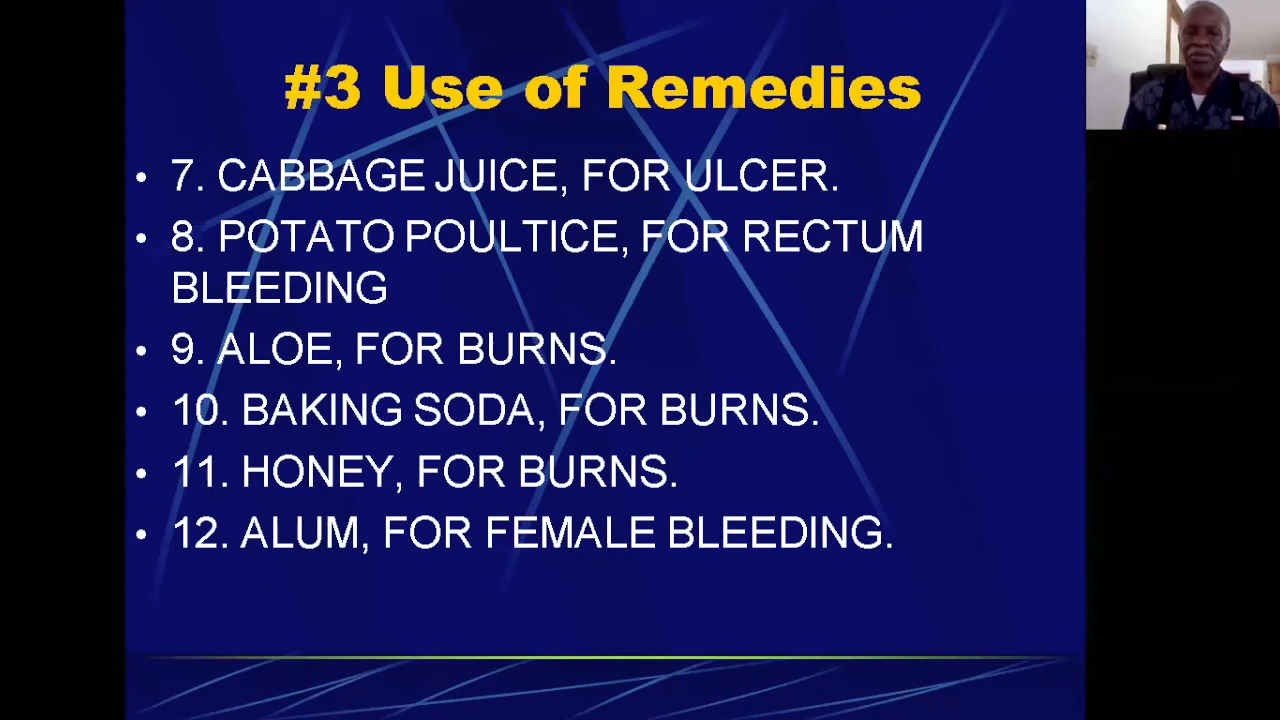 #3 Use of Remedies
• 7. CABBAGE JUICE, FOR ULCER.
• 8. POTATO POULTICE, FOR RECTUM
BLEEDING
• 9. ALOE, FOR BURNS.
• 10. BAKING SODA, FOR BURNS.
• 11. HONEY, FOR BURNS.
• 12. ALUM, FOR FEMALE BLEEDING.